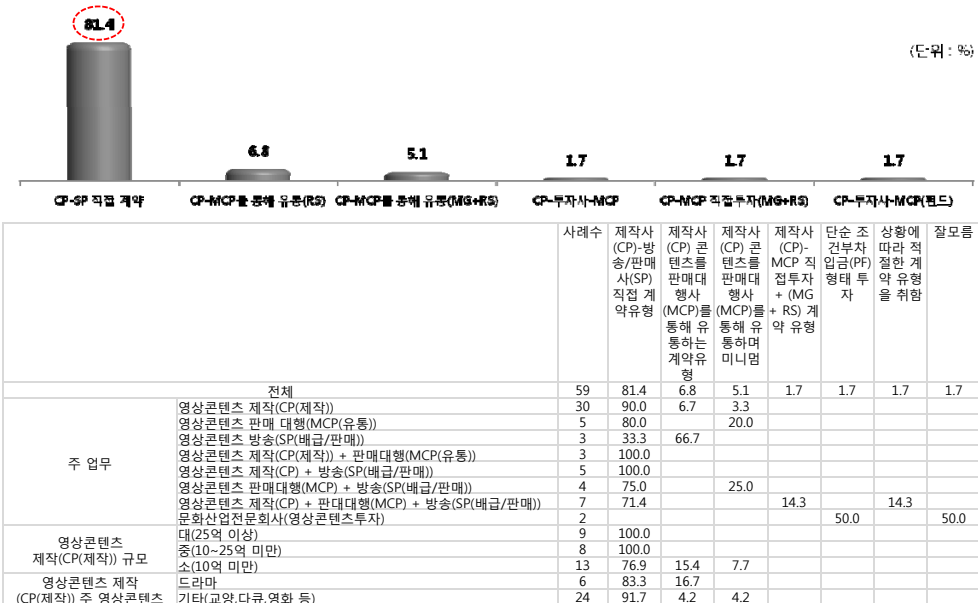 81.4
(단위 : %)
6.8
5.1
1.7
1.7
1.7
CP-SP 직접 계약
CP-MCP를 통해 유통(RS)
CP-MCP를 통해 유통(MG+RS)
CP-투자사-MCP
CP-MCP 직접투자(MG+RS)
CP-투자사-MCP(펀드)
사례수
제작사
(CP)-방
송/판매
사(SP)
직접 계
약유형
제작사
(CP) 콘
텐츠를
판매대
행사
(MCP)를
통해 유
통하는
계약유
형
제작사
(CP) 콘
텐츠를
판매대
행사
(MCP)를
통해 유
통하며
미니멈
제작사
(CP)-
MCP 직
접투자
+ (MG
+ RS) 계
약 유형
단순 조
건부차
입금(PF)
형태 투
자
상황에
따라 적
절한 계
약 유형
을 취함
잘모름
전체 59 81.4 6.8 5.1 1.7 1.7 1.7 1.7
주 업무
영상콘텐츠 제작(CP(제작)) 30 90.0 6.7 3.3
영상콘텐츠 판매 대행(MCP(유통)) 5 80.0 20.0
영상콘텐츠 방송(SP(배급/판매)) 3 33.3 66.7
영상콘텐츠 제작(CP(제작)) + 판매대행(MCP(유통)) 3 100.0
영상콘텐츠 제작(CP) + 방송(SP(배급/판매)) 5 100.0
영상콘텐츠 판매대행(MCP) + 방송(SP(배급/판매)) 4 75.0 25.0
영상콘텐츠 제작(CP) + 판대대행(MCP) + 방송(SP(배급/판매)) 7 71.4 14.3 14.3
문화산업전문회사(영상콘텐츠투자) 2 50.0 50.0
영상콘텐츠
제작(CP(제작)) 규모
대(25억 이상) 9 100.0
중(10~25억 미만) 8 100.0
소(10억 미만) 13 76.9 15.4 7.7
영상콘텐츠 제작
(CP(제작)) 주 영상콘텐츠
드라마 6 83.3 16.7
기타(교양,다큐,영화 등) 24 91.7 4.2 4.2